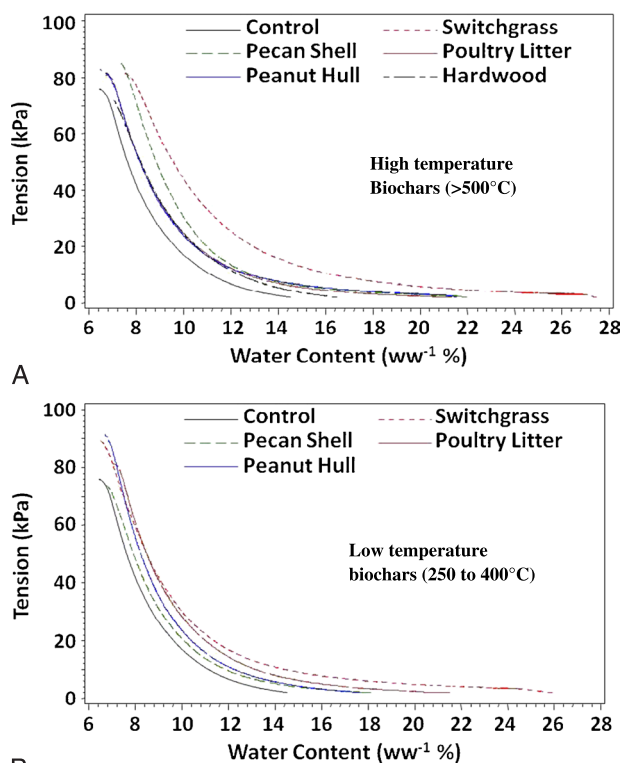 100
80
60
40
20
0
Tension (kPa)
Control
Pecan Shell
Peanut Hull
Switchgrass
Poultry Litter
Hardwood
High temperature
Biochars (>500°C)
6 8 10 12 14 16 18 20 22 24 26 28
Water Content (ww-1 %)
A
100
80
60
40
20
0
Tension (kPa)
Control
Pecan Shell
Peanut Hull
Switchgrass
Poultry Litter
Low temperature
biochars (250 to 400°C)
6 8 10 12 14 16 18 20 22 24 26 28
Water Content (ww-1 %)